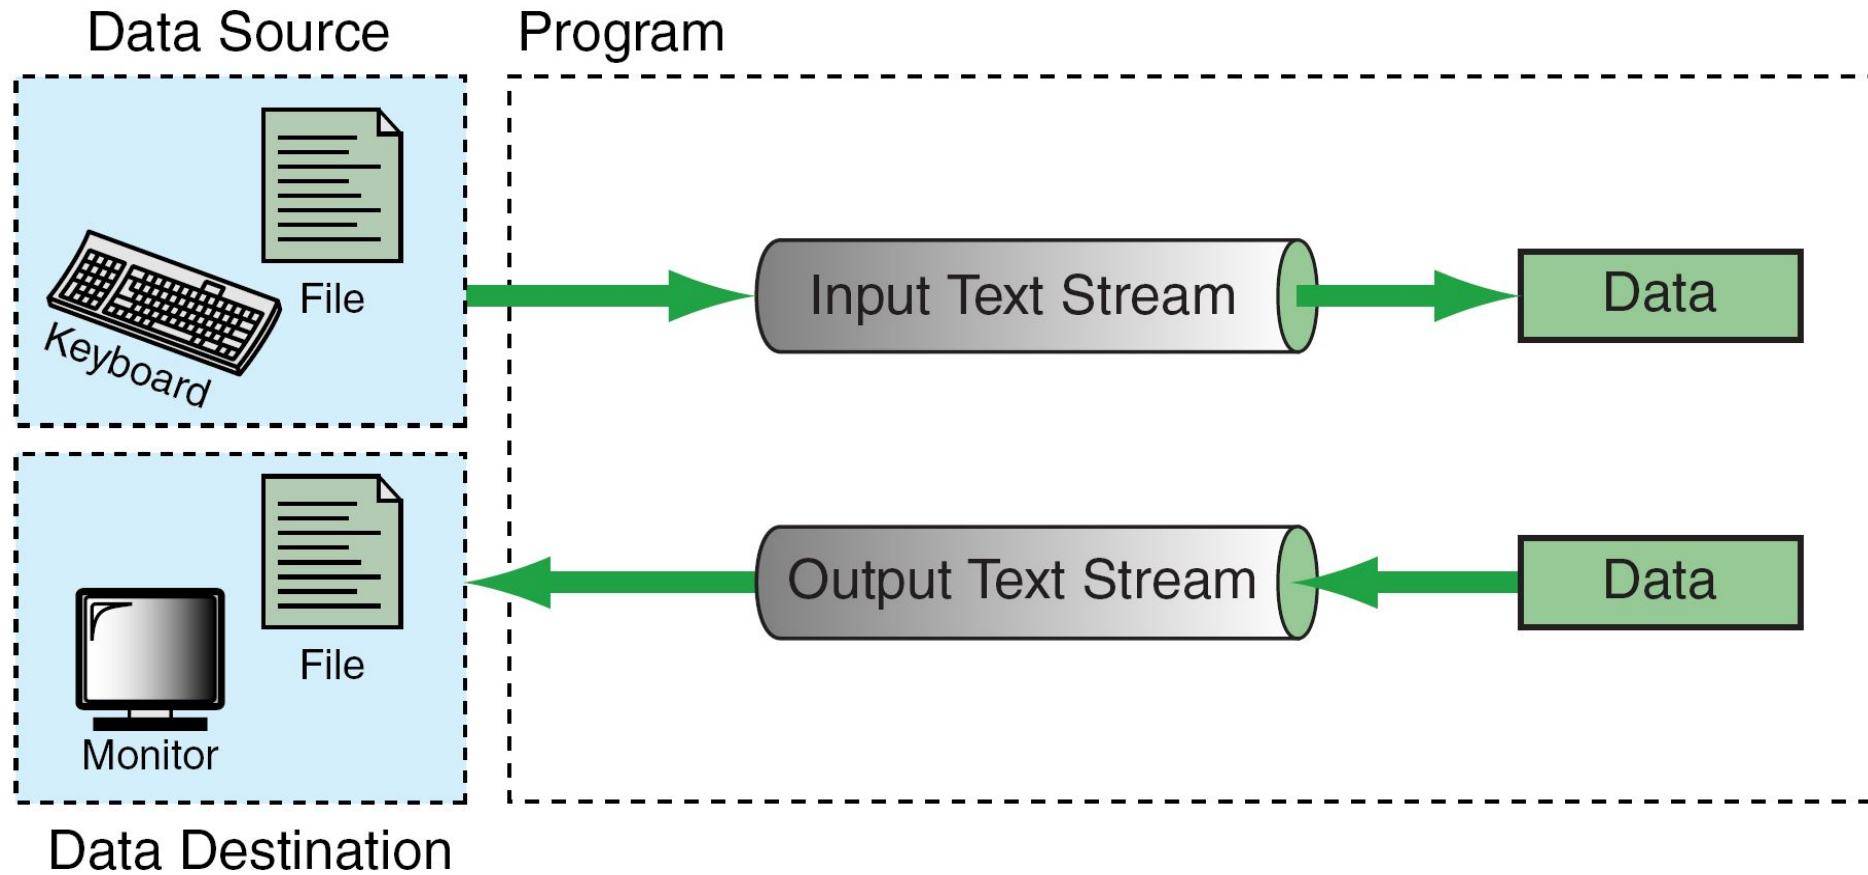 Data Source
Program
File
Keyboard
Input Text Stream
Data
Output Text Stream
Data
File
Monitor
Data Destination